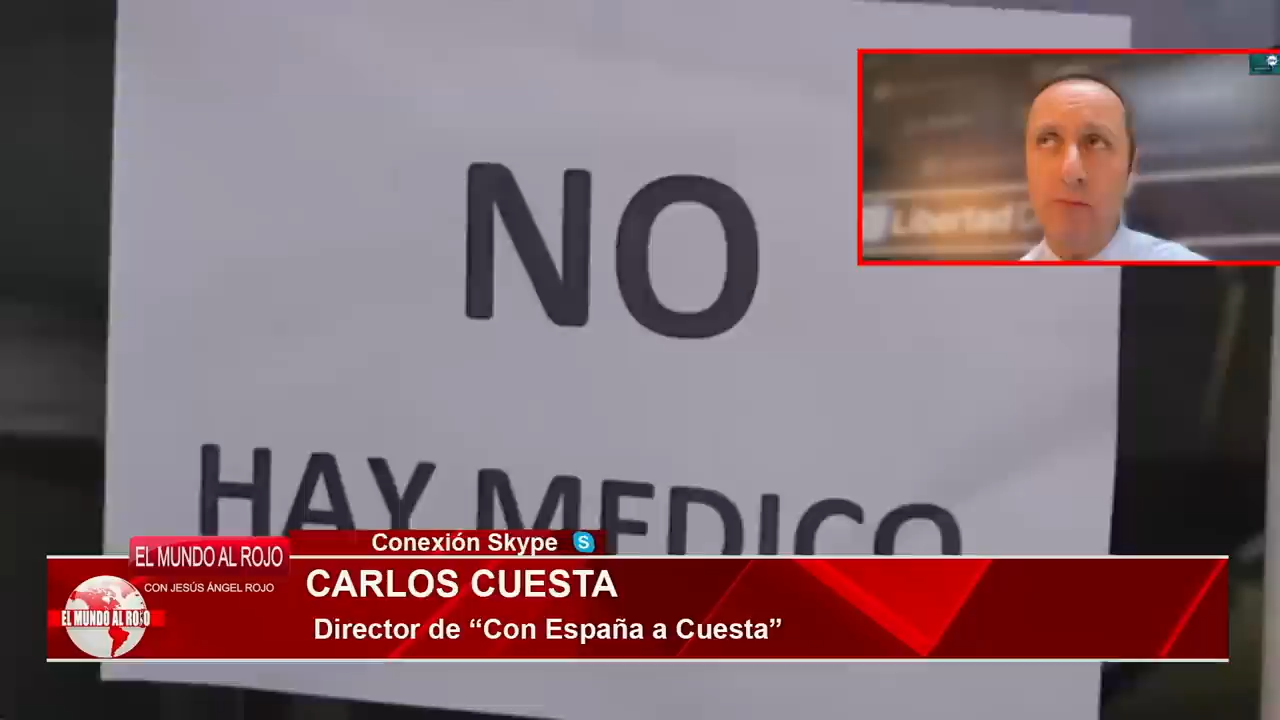 NO
HAY MEDICO
Libertad
Conexión Skype
EL MUNDO AL ROJO
CON JESÚS ÁNGEL ROJO
EL MUNDO AL ROJO
CARLOS CUESTA
Director de “Con España a Cuesta”